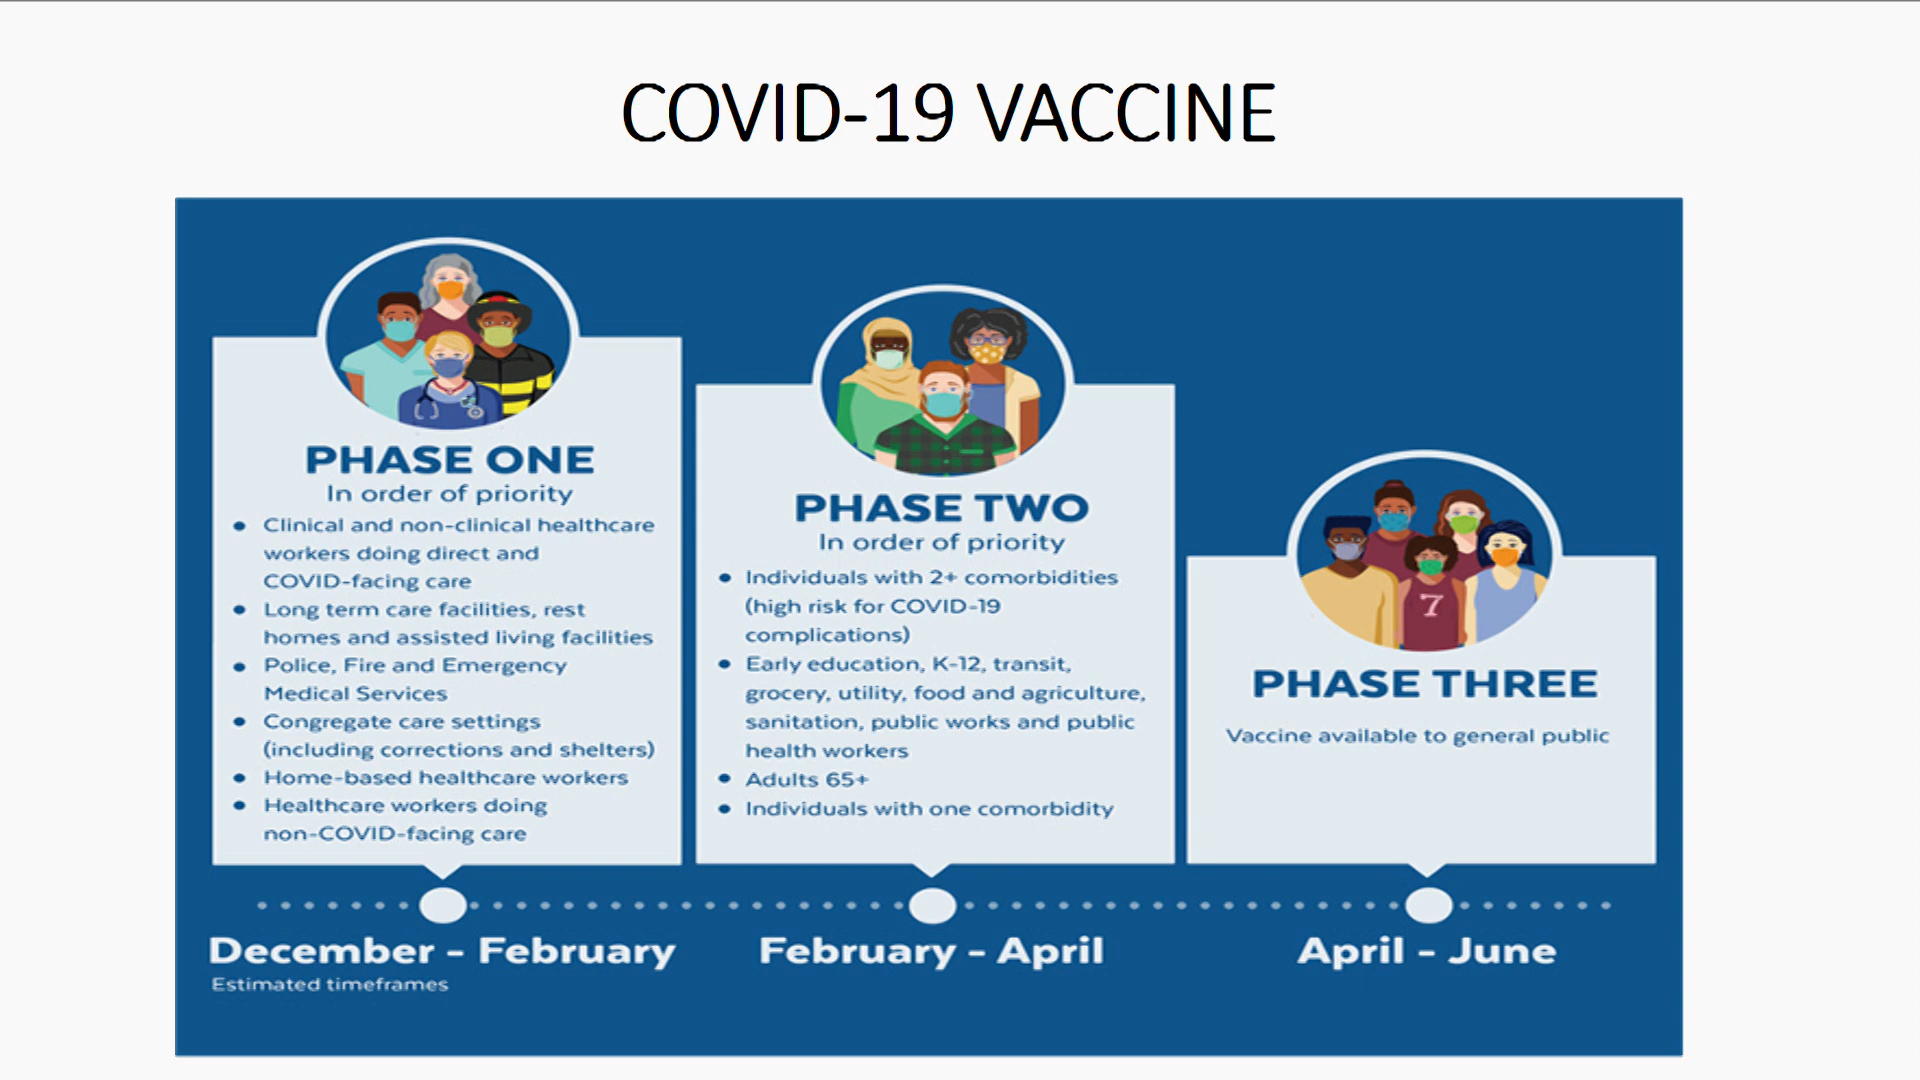 COVID-19 VACCINE
PHASE ONE
In order of priority
• Clinical and non-clinical healthcare
workers doing direct and
COVID-facing care
• Long term care facilities, rest
homes and assisted living facilities
• Police, Fire and Emergency
Medical Services
• Congregate care settings
(including corrections and shelters)
• Home-based healthcare workers
• Healthcare workers doing
non-COVID-facing care
December - February
Estimated timeframes
PHASE TWO
In order of priority
• Individuals with 2+ comorbidities
(high risk for COVID-19
complications)
• Early education, K-12, transit,
grocery, utility, food and agriculture,
sanitation, public works and public
health workers
• Adults 65+
• Individuals with one comorbidity
February - April
7
PHASE THREE
Vaccine available to general public
April - June